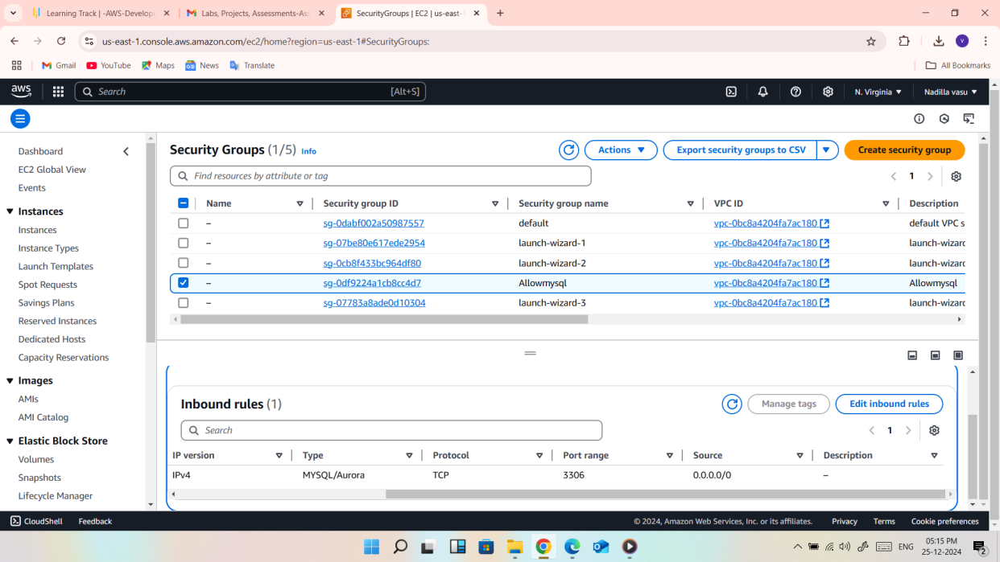 Learning Track | -AWS-Develop
Labs, Projects, Assessments-Ass
SecurityGroups | EC2 | us-east-1
us-east-1.console.aws.amazon.com/ec2/home?region=us-east-1#SecurityGroups:
V
Gmail
YouTube
Maps
News
Translate
All Bookmarks
aws
Search
[Alt+S]
N. Virginia
Nadilla vasu
Dashboard
EC2 Global View
Events
Instances
Instances
Instance Types
Launch Templates
Spot Requests
Savings Plans
Reserved Instances
Dedicated Hosts
Capacity Reservations
Images
AMIs
AMI Catalog
Elastic Block Store
Volumes
Snapshots
Lifecycle Manager
Security Groups (1/5) Info
Actions
Export security groups to CSV
Create security group
Find resources by attribute or tag
1
Name Security group ID Security group name VPC ID Description
– sg-0dabf002a50987557 default vpc-0bc8a4204fa7ac180 default VPC s
– sg-07be80e617ede2954 launch-wizard-1 vpc-0bc8a4204fa7ac180 launch-wizard
– sg-0cb8f433bc964df80 launch-wizard-2 vpc-0bc8a4204fa7ac180 launch-wizard
– sg-0df9224a1cb8cc4d7 Allowmysql vpc-0bc8a4204fa7ac180 Allowmysql
– sg-07783a8ade0d10304 launch-wizard-3 vpc-0bc8a4204fa7ac180 launch-wizard
Inbound rules (1)
Manage tags
Edit inbound rules
Search
1
IP version Type Protocol Port range Source Description
IPv4 MYSQL/Aurora TCP 3306 0.0.0.0/0 –
CloudShell
Feedback
© 2024, Amazon Web Services, Inc. or its affiliates.
Privacy
Terms
Cookie preferences
ENG
05:15 PM
25-12-2024
2